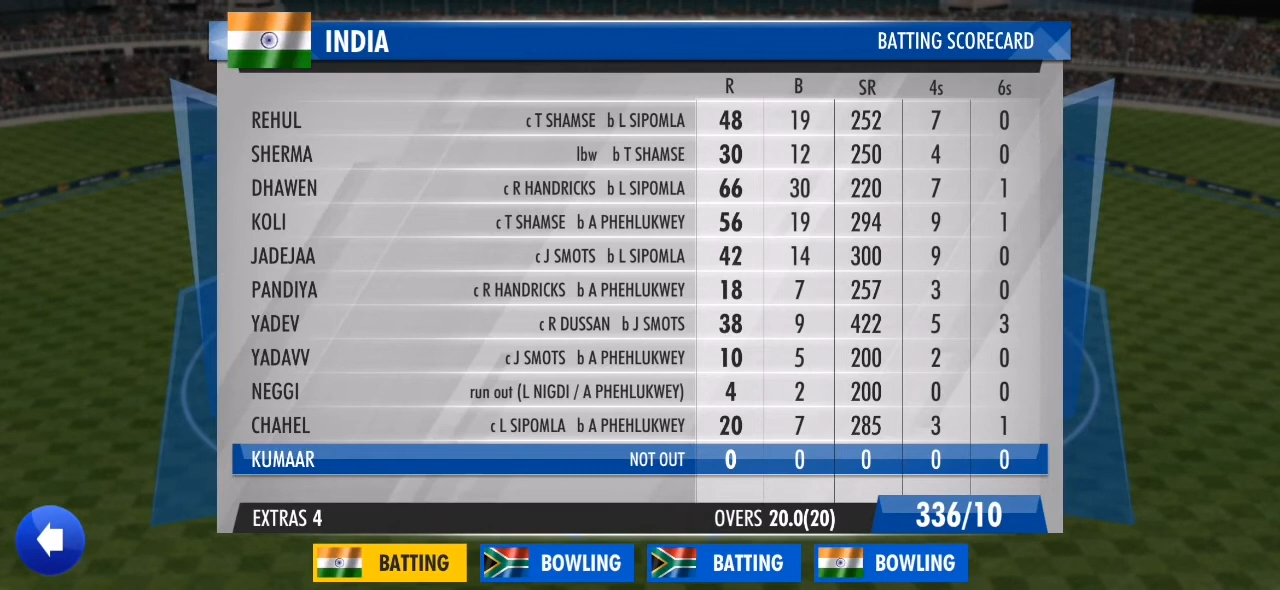 INDIA BATTING SCORECARD
R B SR 4s 6s
REHUL c T SHAMSE b L SIPOMLA 48 19 252 7 0
SHERMA lbw b T SHAMSE 30 12 250 4 0
DHAWEN c R HANDRICKS b L SIPOMLA 66 30 220 7 1
KOLI c T SHAMSE b A PHEHLUKWEY 56 19 294 9 1
JADEJAA c J SMOTS b L SIPOMLA 42 14 300 9 0
PANDIYA c R HANDRICKS b A PHEHLUKWEY 18 7 257 3 0
YADEV c R DUSSAN b J SMOTS 38 9 422 5 3
YADAVV c J SMOTS b A PHEHLUKWEY 10 5 200 2 0
NEGGI run out (L NIGDI / A PHEHLUKWEY) 4 2 200 0 0
CHAHEL c L SIPOMLA b A PHEHLUKWEY 20 7 285 3 1
KUMAAR NOT OUT 0 0 0 0 0
EXTRAS 4 OVERS 20.0(20) 336/10
BATTING BOWLING BATTING BOWLING